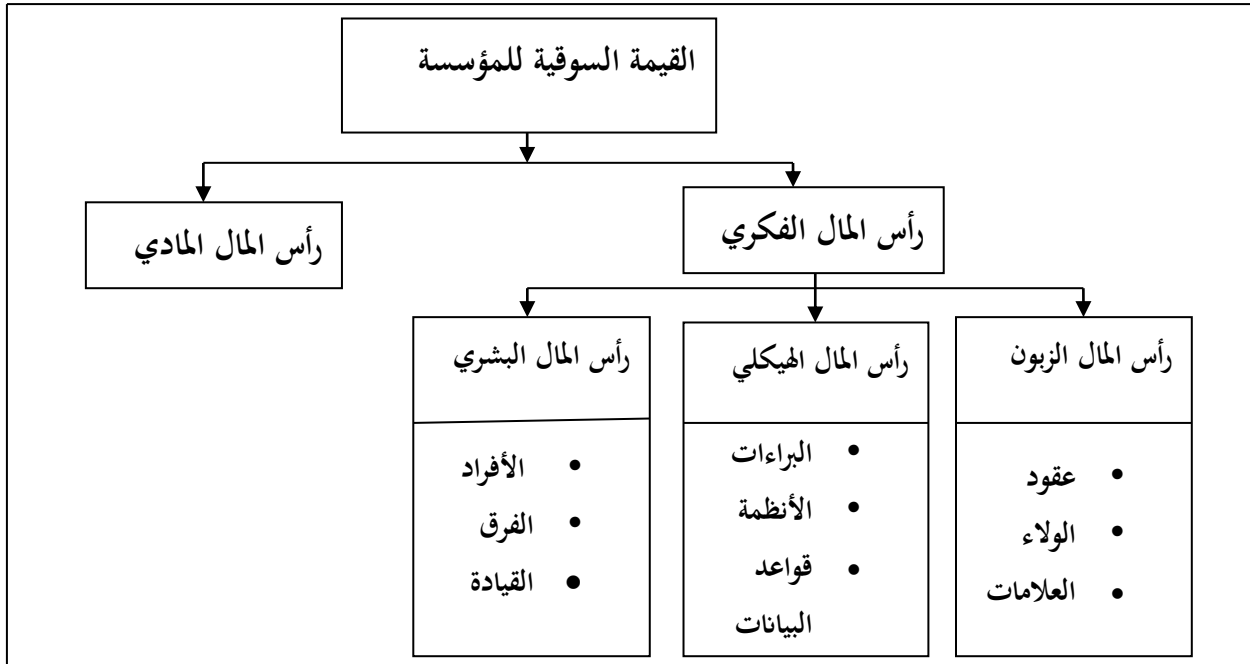 القيمة السوقية للمؤسسة
رأس المال الفكري
رأس المال المادي
رأس المال الزبون
• عقود
• الولاء
• العلامات
رأس المال الهيكلي
• البراءات
• الأنظمة
• قواعد
البيانات
رأس المال البشري
• الأفراد
• الفرق
• القيادة